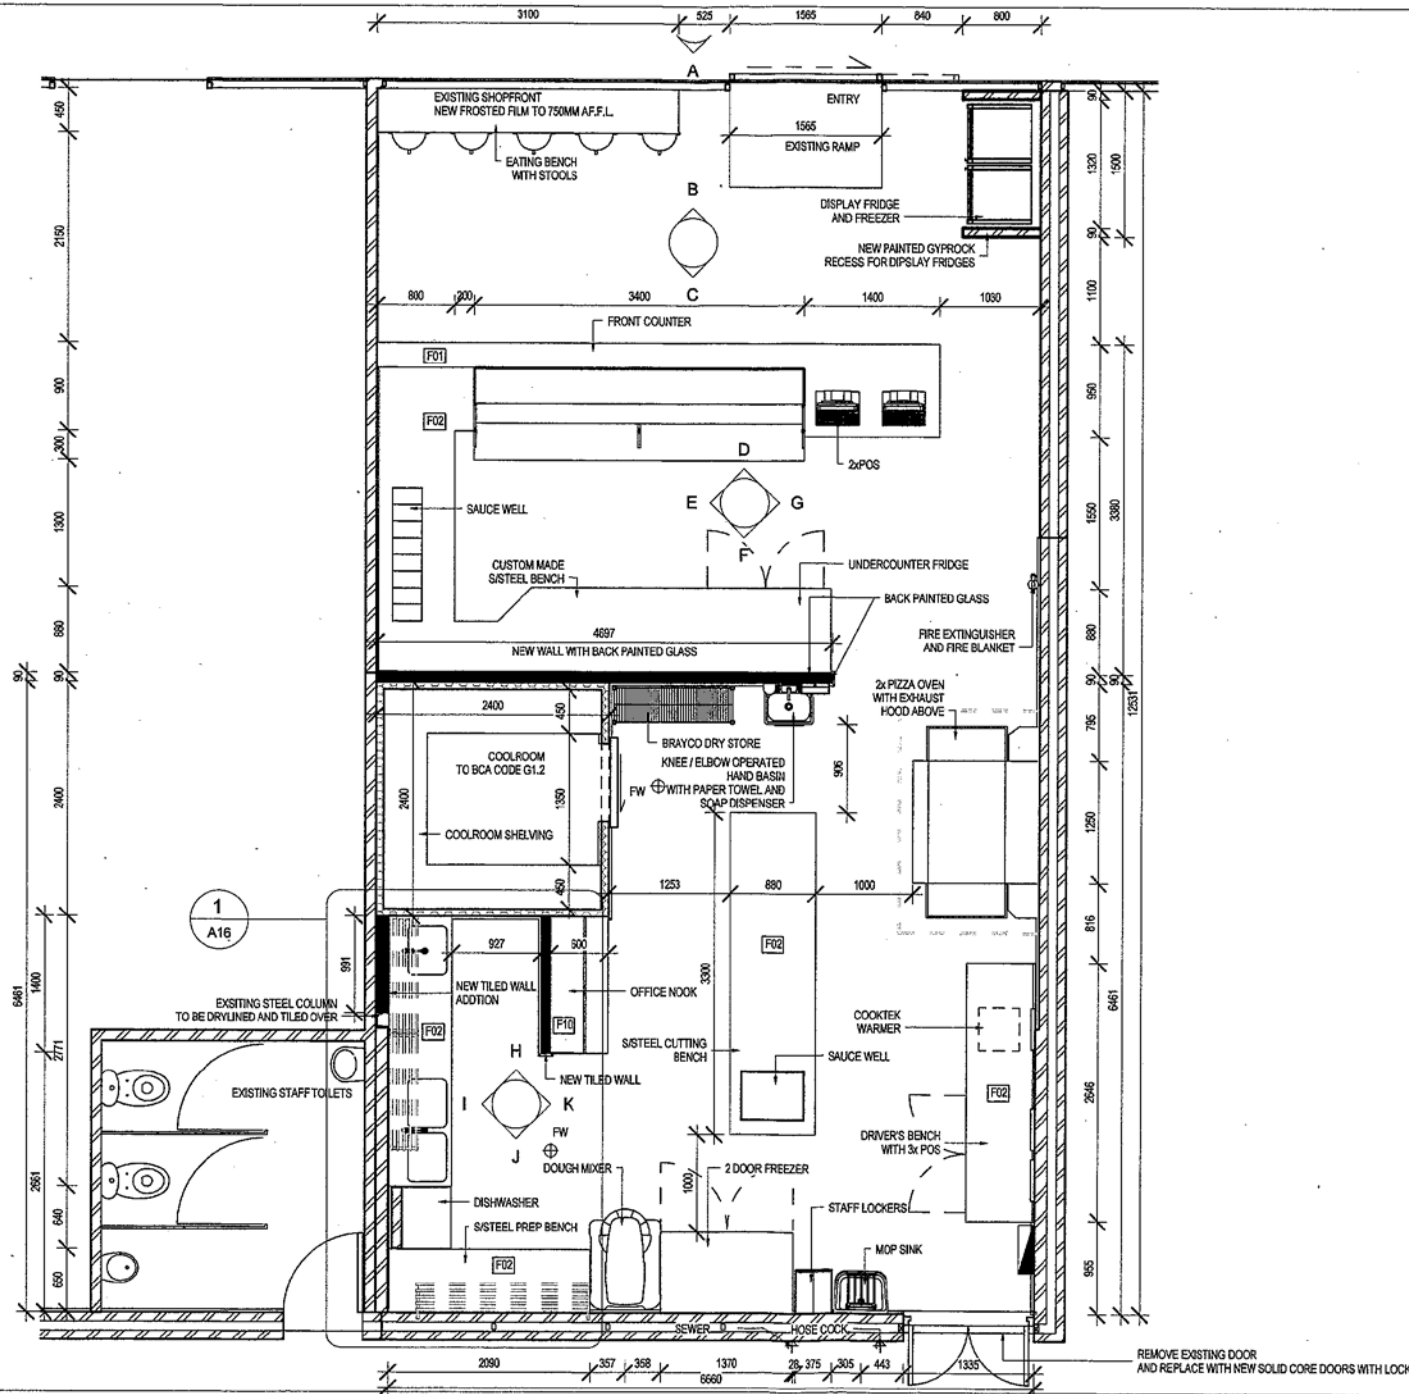 3100
525
1565
840
800
A
EXISTING SHOPFRONT
NEW FROSTED FILM TO 750MM AF.F.L.
ENTRY
1565
EXISTING RAMP
EATING BENCH
WITH STOOLS
B
DISPLAY FRIDGE
AND FREEZER
NEW PAINTED GYPROCK
RECESS FOR DIPSLAY FRIDGES
C
800
200
3400
1400
1030
FRONT COUNTER
F01
F02
2xPOS
D
E
G
F
SAUCE WELL
CUSTOM MADE
S/STEEL BENCH
UNDERCOUNTER FRIDGE
BACK PAINTED GLASS
4697
NEW WALL WITH BACK PAINTED GLASS
FIRE EXTINGUISHER
AND FIRE BLANKET
2x PIZZA OVEN
WITH EXHAUST
HOOD ABOVE
2400
450
BRAYCO DRY STORE
COOLROOM
TO BCA CODE G1.2
KNEE / ELBOW OPERATED
HAND BASIN
WITH PAPER TOWEL AND
SOAP DISPENSER
FW
906
2400
1350
COOLROOM SHELVING
450
1253
880
1000
1
A16
991
927
600
F02
3300
NEW TILED WALL
ADDTION
OFFICE NOOK
EXSITING STEEL COLUMN
TO BE DRYLINED AND TILED OVER
F02
F10
COOKTEK
WARMER
S/STEEL CUTTING
BENCH
SAUCE WELL
H
NEW TILED WALL
EXISTING STAFF TOILETS
I
K
F02
FW
J
DRIVER'S BENCH
WITH 3x POS
DOUGH MIXER
2 DOOR FREEZER
1000
DISHWASHER
STAFF LOCKERS
S/STEEL PREP BENCH
F02
MOP SINK
SEWER
HOSE COCK
REMOVE EXISTING DOOR
AND REPLACE WITH NEW SOLID CORE DOORS WITH LOCK
2090
357
368
1370
28
375
305
443
1335
6660
450
2150
900
300
1300
880
90
90
2400
6461
1400
2771
2661
640
650
90
1320
1500
90
1100
950
1550
3380
880
90
90
12531
795
1250
816
6461
2646
955